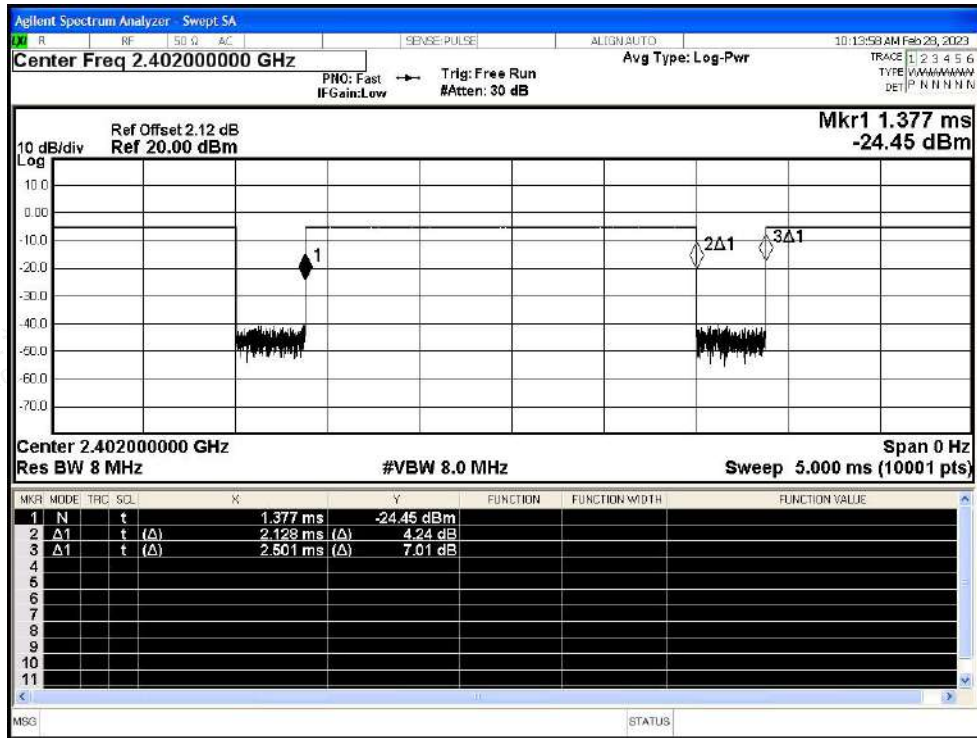 Agilent Spectrum Analyzer - Swept SA
LXI R RF 50 Ω AC SENSE:PULSE ALIGN AUTO 10:13:58 AM Feb 28, 2023
Center Freq 2.402000000 GHz
PNO: Fast
IFGain:Low
Trig: Free Run
#Atten: 30 dB
Avg Type: Log-Pwr
TRACE 1 2 3 4 5 6
TYPE
DET P N N N N N
Mkr1 1.377 ms
-24.45 dBm
Ref Offset 2.12 dB
10 dB/div Ref 20.00 dBm
Log
10.0
0.00
-10.0
-20.0
-30.0
-40.0
-50.0
-60.0
-70.0
1
2Δ1
3Δ1
Center 2.402000000 GHz Span 0 Hz
Res BW 8 MHz #VBW 8.0 MHz Sweep 5.000 ms (10001 pts)
MKR MODE TRC SCL X Y FUNCTION FUNCTION WIDTH FUNCTION VALUE
1 N t 1.377 ms -24.45 dBm
2 Δ1 t (Δ) 2.128 ms (Δ) 4.24 dB
3 Δ1 t (Δ) 2.501 ms (Δ) 7.01 dB
4
5
6
7
8
9
10
11
MSG STATUS